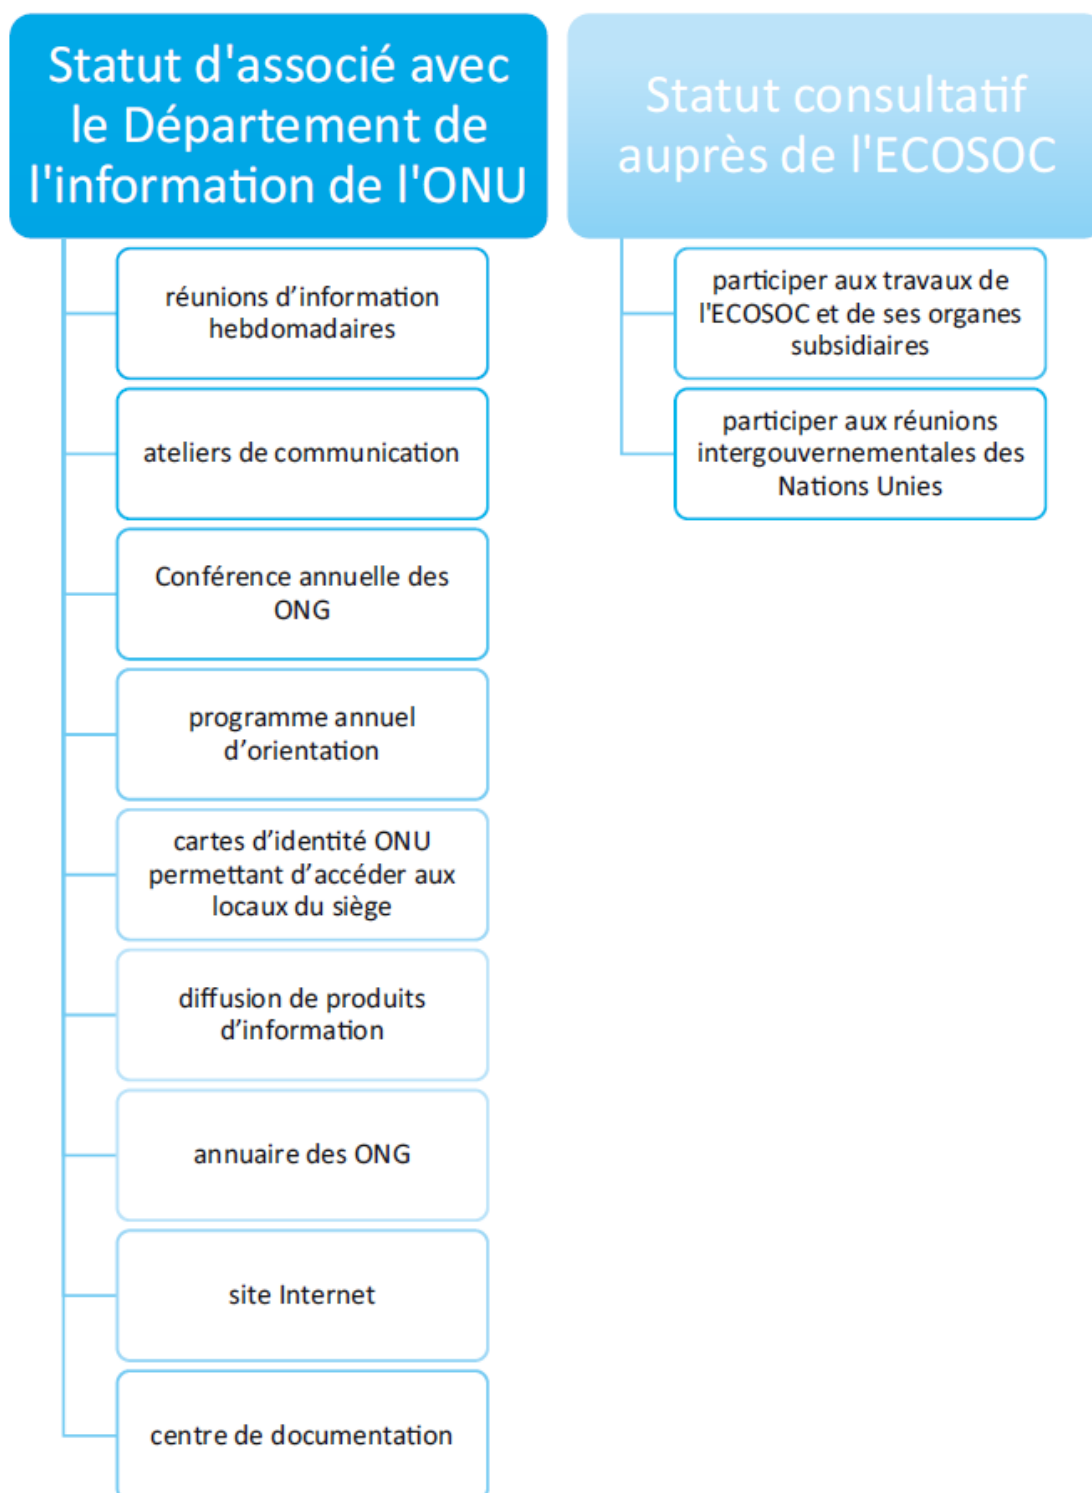 Statut d'associé avec
le Département de
l'information de l'ONU
réunions d’information
hebdomadaires
ateliers de communication
Conférence annuelle des
ONG
programme annuel
d’orientation
cartes d’identité ONU
permettant d’accéder aux
locaux du siège
diffusion de produits
d’information
annuaire des ONG
site Internet
centre de documentation
Statut consultatif
auprès de l'ECOSOC
participer aux travaux de
l'ECOSOC et de ses organes
subsidiaires
participer aux réunions
intergouvernementales des
Nations Unies